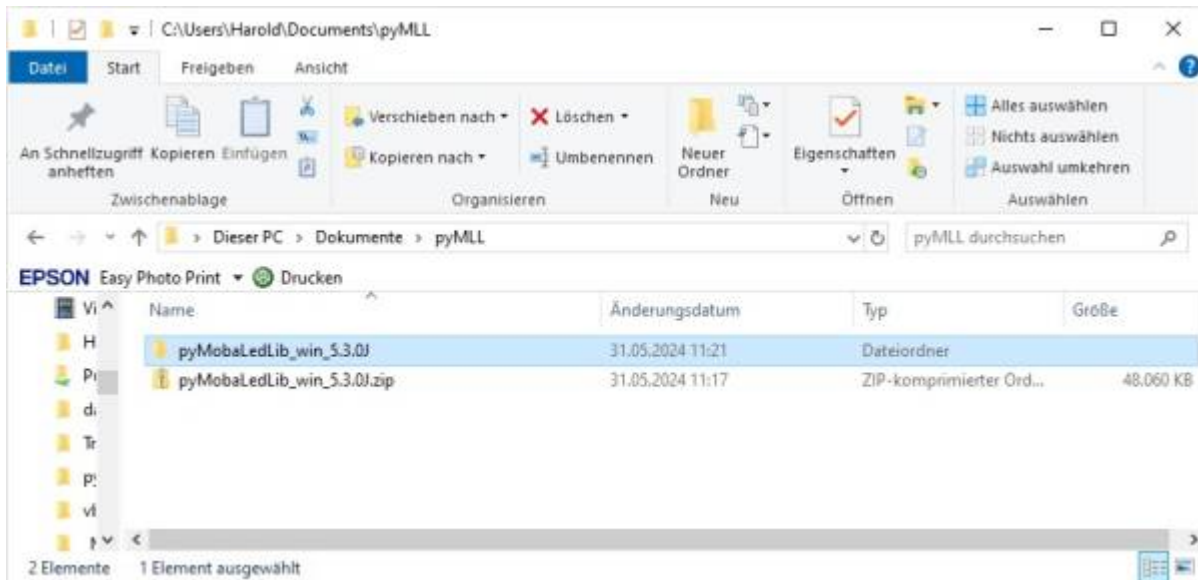 C:\Users\Harold\Documents\pyMLL
Datei Start Freigeben Ansicht
An Schnellzugriff anheften
Kopieren
Einfügen
Zwischenablage
Verschieben nach
Kopieren nach
Löschen
Umbenennen
Organisieren
Neuer Ordner
Neu
Eigenschaften
Öffnen
Alles auswählen
Nichts auswählen
Auswahl umkehren
Auswählen
Dieser PC > Dokumente > pyMLL
pyMLL durchsuchen
EPSON Easy Photo Print Drucken
Name Änderungsdatum Typ Größe
pyMobaLedLib_win_5.3.0J 31.05.2024 11:21 Dateiordner
pyMobaLedLib_win_5.3.0J.zip 31.05.2024 11:17 ZIP-komprimierter Ord... 48.060 KB
Vi
H
Tr
2 Elemente 1 Element ausgewählt